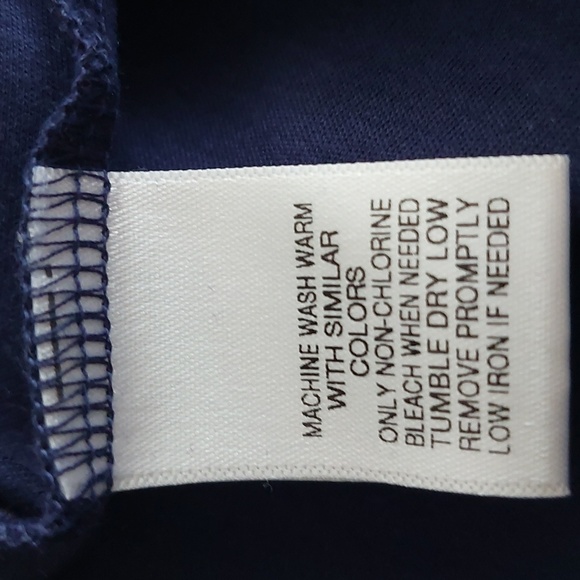 MACHINE WASH WARM
WITH SIMILAR
COLORS
ONLY NON-CHLORINE
BLEACH WHEN NEEDED
TUMBLE DRY LOW
REMOVE PROMPTLY
LOW IRON IF NEEDED